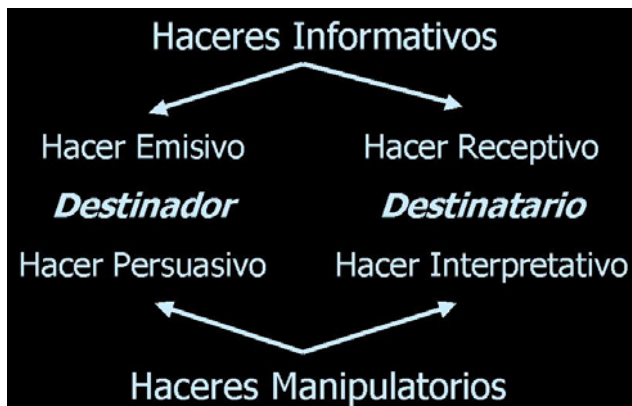 Haceres Informativos
Hacer Emisivo Hacer Receptivo
Destinador Destinatario
Hacer Persuasivo Hacer Interpretativo
Haceres Manipulatorios